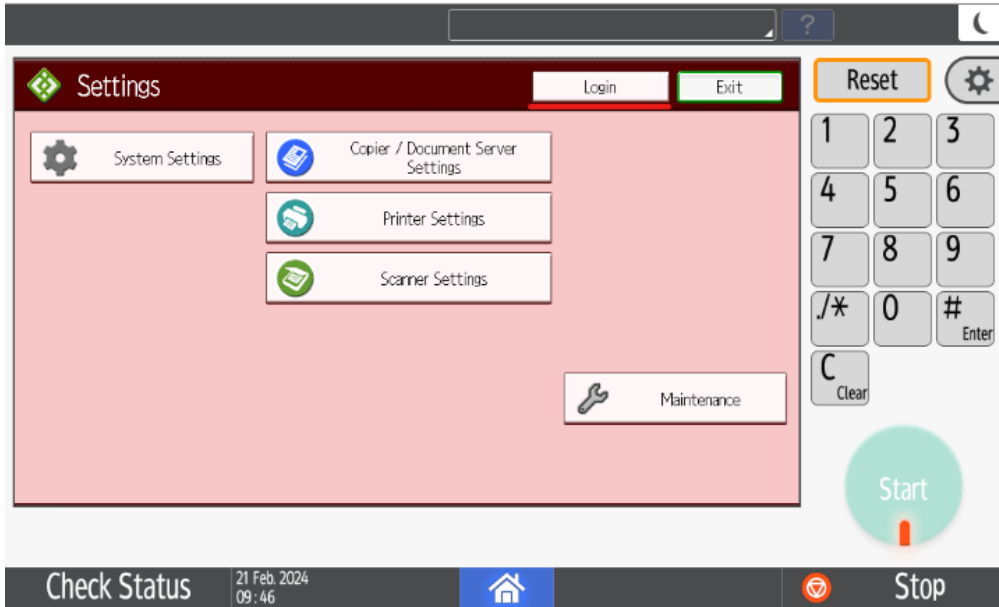 ?
Settings
Login
Exit
Reset
System Settings
Copier / Document Server
Settings
Printer Settings
Scanner Settings
Maintenance
1
2
3
4
5
6
7
8
9
./*
0
#
Enter
C
Clear
Start
Check Status
21 Feb. 2024
09:46
Stop